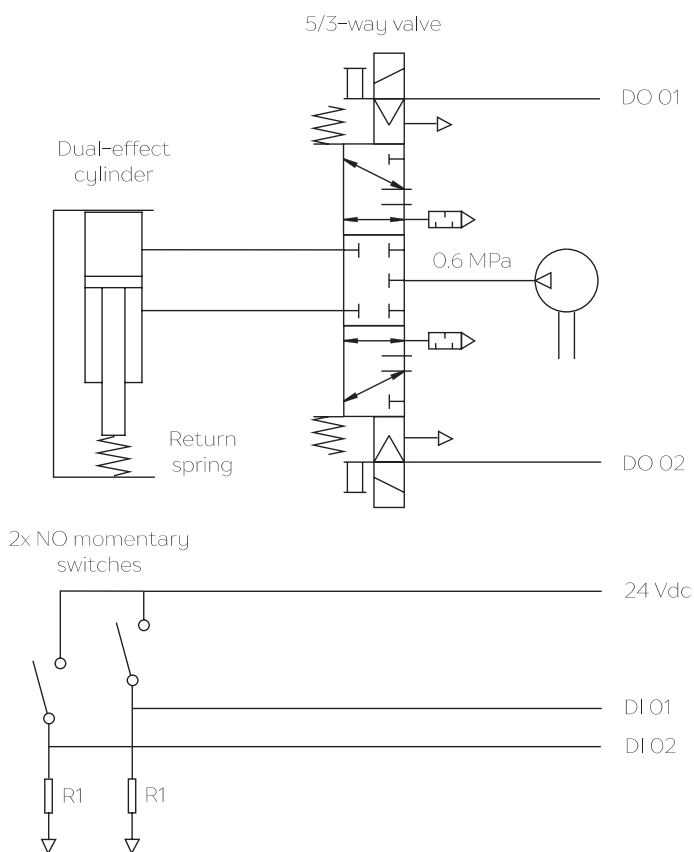 5/3-way valve
DO 01
Dual-effect
cylinder
0.6 MPa
Return
spring
DO 02
2x NO momentary
switches
24 Vdc
DI 01
DI 02
R1
R1